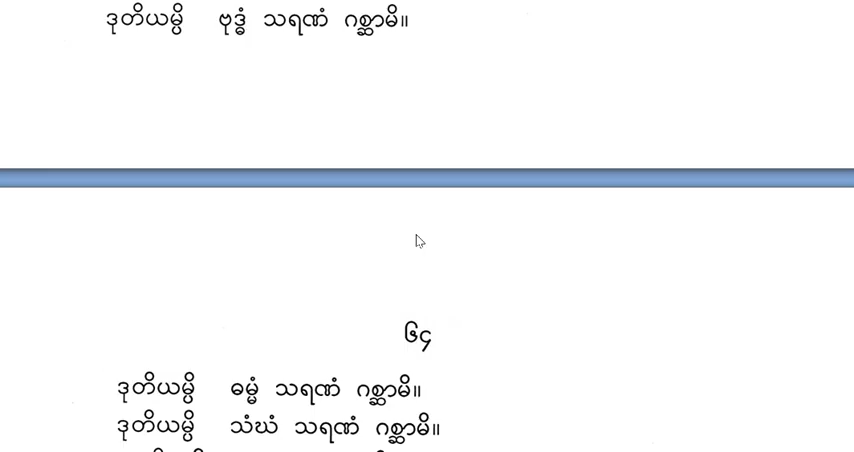 ဒုတိယမ္ပိ ဗုဒ္ဓံ သရဏံ ဂစ္ဆာမိ။
၆၄
ဒုတိယမ္ပိ ဓမ္မံ သရဏံ ဂစ္ဆာမိ။
ဒုတိယမ္ပိ သံဃံ သရဏံ ဂစ္ဆာမိ။